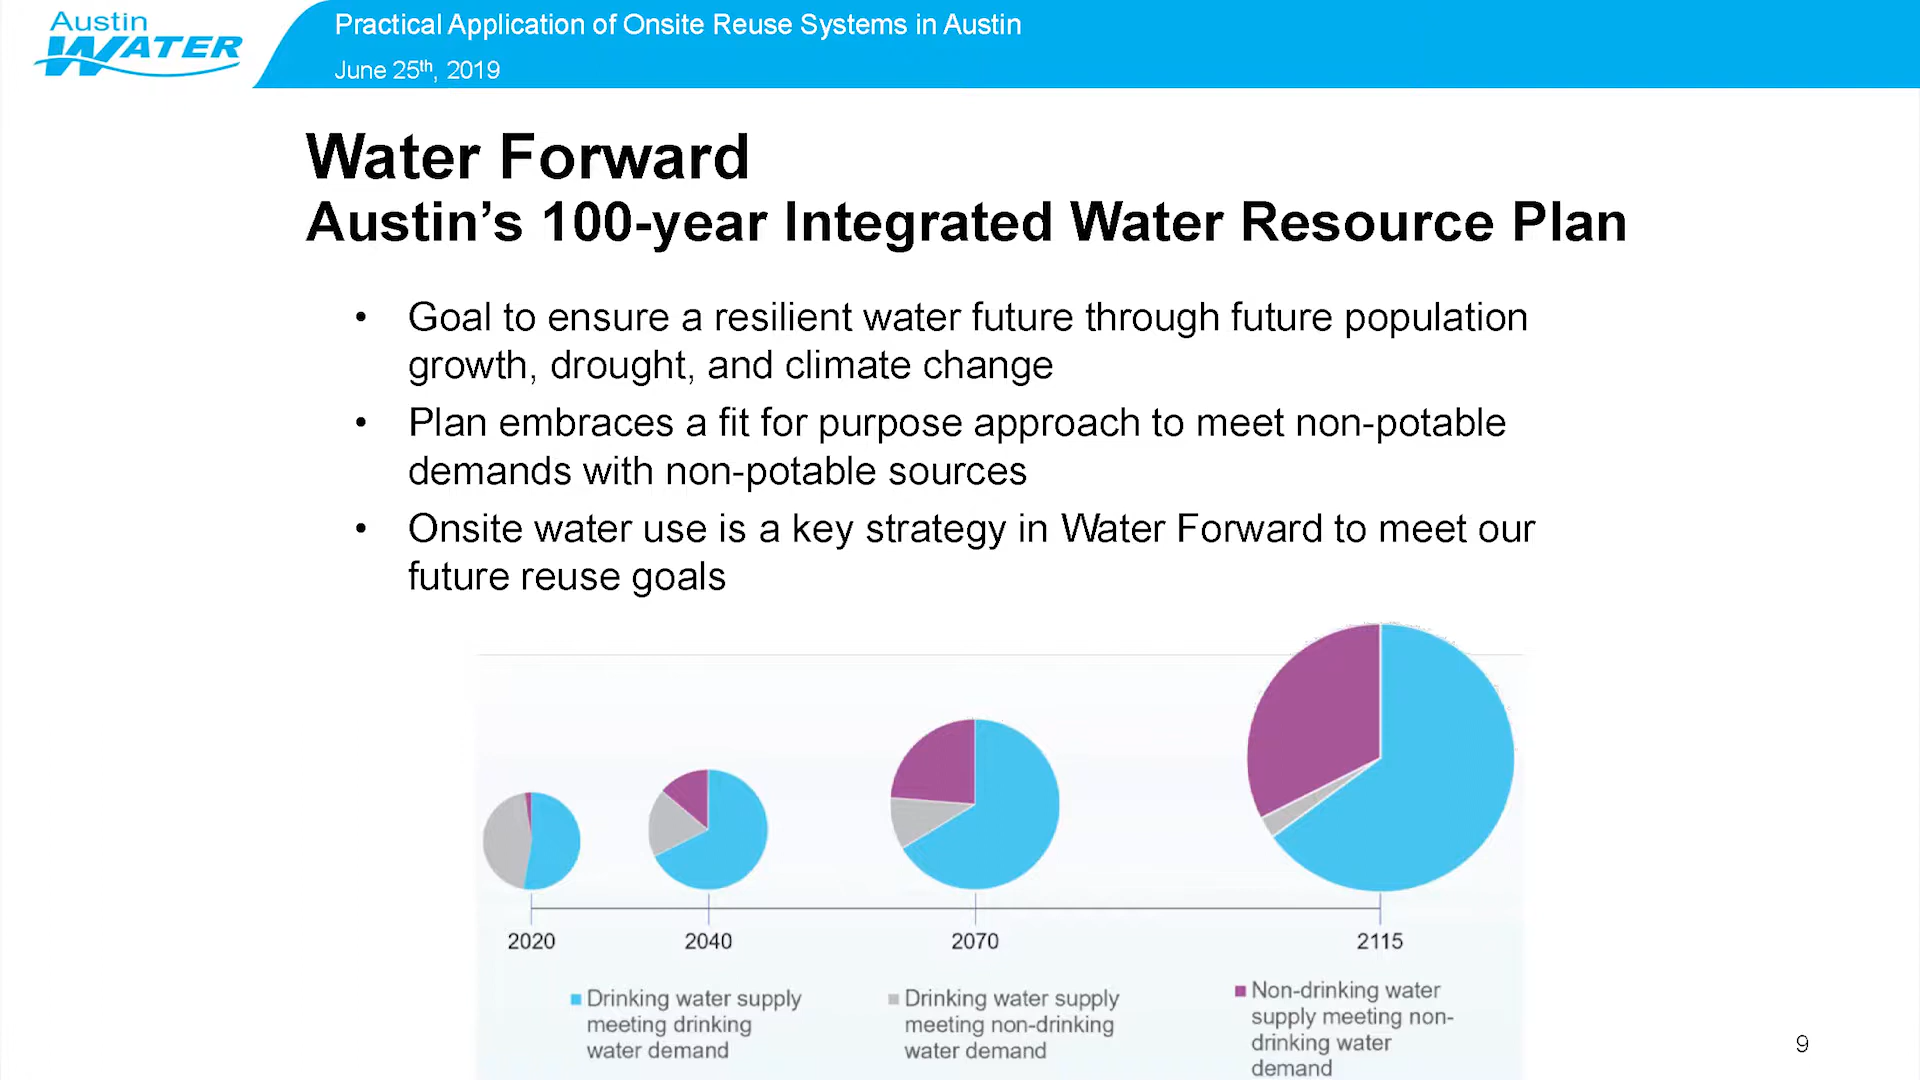 Austin
WATER
Practical Application of Onsite Reuse Systems in Austin
June 25th, 2019
Water Forward
Austin’s 100-year Integrated Water Resource Plan
• Goal to ensure a resilient water future through future population
growth, drought, and climate change
• Plan embraces a fit for purpose approach to meet non-potable
demands with non-potable sources
• Onsite water use is a key strategy in Water Forward to meet our
future reuse goals
2020
2040
2070
2115
Drinking water supply
meeting drinking
water demand
Drinking water supply
meeting non-drinking
water demand
Non-drinking water
supply meeting non-
drinking water
demand
9